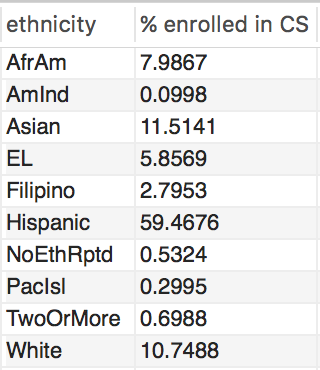 ethnicity % enrolled in CS
AfrAm 7.9867
AmInd 0.0998
Asian 11.5141
EL 5.8569
Filipino 2.7953
Hispanic 59.4676
NoEthRptd 0.5324
PacIsl 0.2995
TwoOrMore 0.6988
White 10.7488